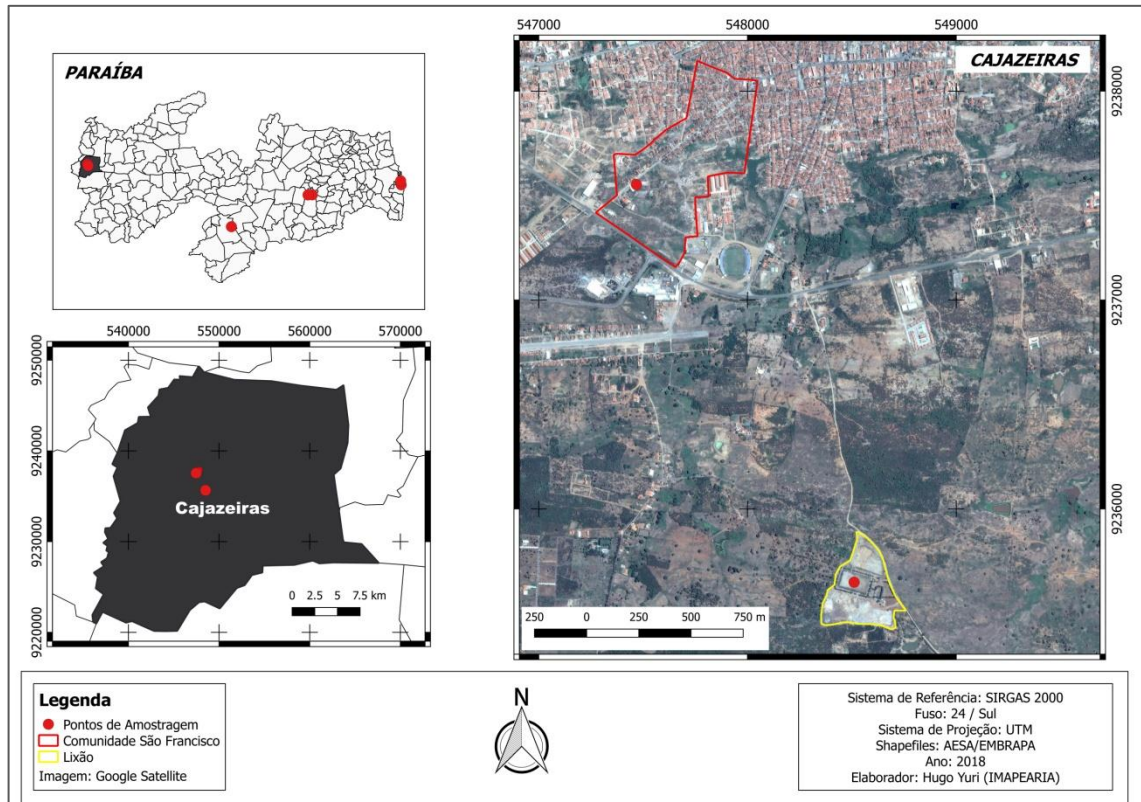 PARAÍBA
547000
548000
549000
CAJAZEIRAS
9238000
9237000
9236000
250 0 250 500 750 m
540000
550000
560000
570000
9250000
9240000
9230000
9220000
Cajazeiras
0 2.5 5 7.5 km
Legenda
Pontos de Amostragem
Comunidade São Francisco
Lixão
Imagem: Google Satellite
N
Sistema de Referência: SIRGAS 2000
Fuso: 24 / Sul
Sistema de Projeção: UTM
Shapefiles: AESA/EMBRAPA
Ano: 2018
Elaborador: Hugo Yuri (IMAPEARIA)